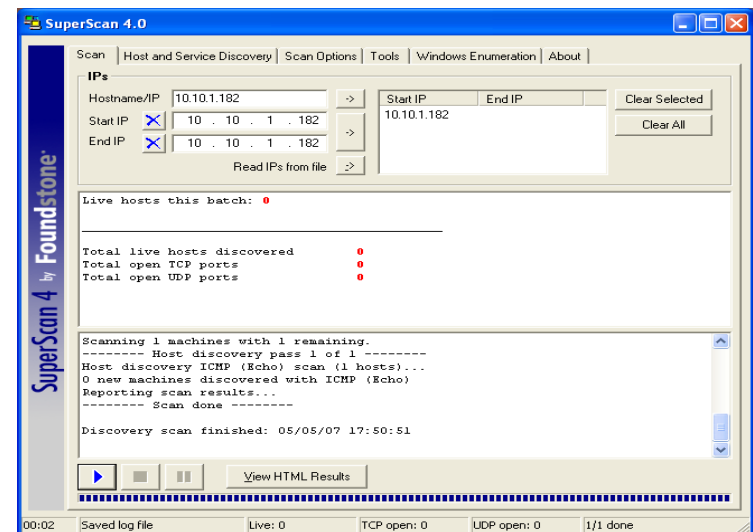 SuperScan 4.0
Scan Host and Service Discovery Scan Options Tools Windows Enumeration About
IPs
Hostname/IP 10.10.1.182 -> Start IP End IP Clear Selected
Start IP X 10 . 10 . 1 . 182 -> 10.10.1.182 Clear All
End IP X 10 . 10 . 1 . 182
Read IPs from file ->
SuperScan 4 by Foundstone
Live hosts this batch: 0
Total live hosts discovered 0
Total open TCP ports 0
Total open UDP ports 0
Scanning 1 machines with 1 remaining.
-------- Host discovery pass 1 of 1 --------
Host discovery ICMP (Echo) scan (1 hosts)...
0 new machines discovered with ICMP (Echo)
Reporting scan results...
-------- Scan done --------
Discovery scan finished: 05/05/07 17:50:51
View HTML Results
00:02 Saved log file Live: 0 TCP open: 0 UDP open: 0 1/1 done